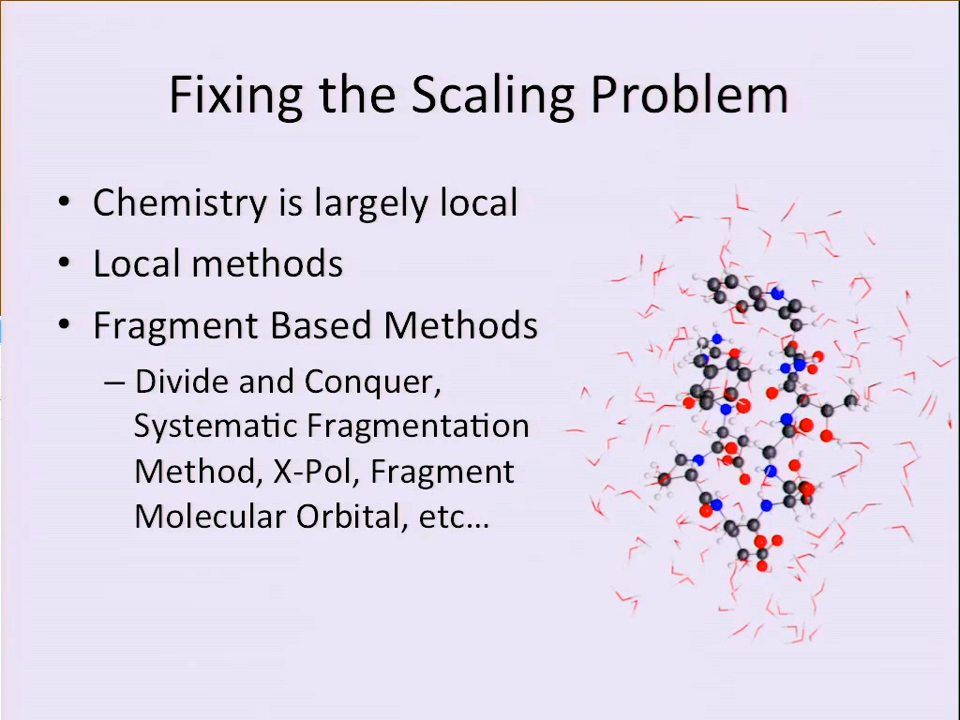 Fixing the Scaling Problem
• Chemistry is largely local
• Local methods
• Fragment Based Methods
– Divide and Conquer,
Systematic Fragmentation
Method, X-Pol, Fragment
Molecular Orbital, etc…